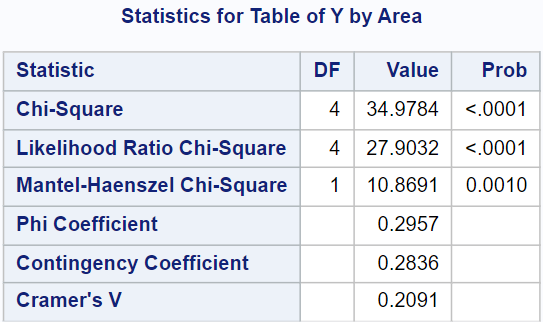 Statistics for Table of Y by Area
Statistic DF Value Prob
Chi-Square 4 34.9784 <.0001
Likelihood Ratio Chi-Square 4 27.9032 <.0001
Mantel-Haenszel Chi-Square 1 10.8691 0.0010
Phi Coefficient 0.2957
Contingency Coefficient 0.2836
Cramer's V 0.2091